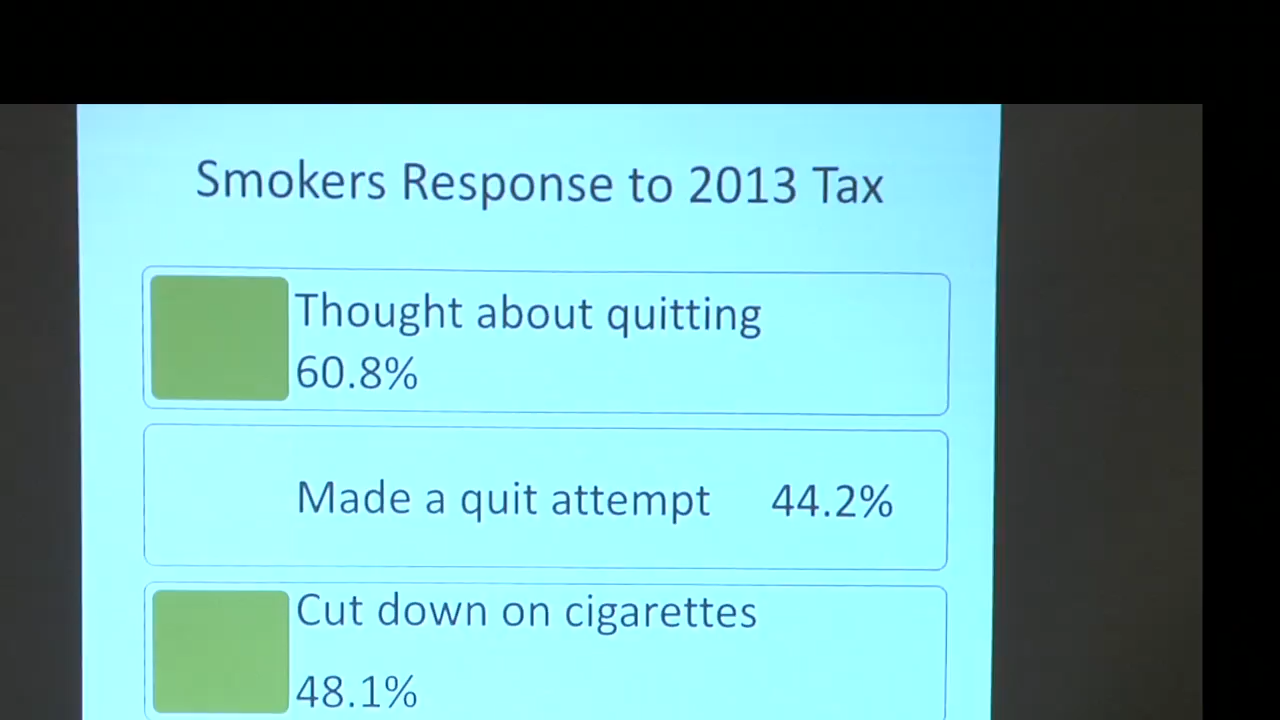 Smokers Response to 2013 Tax
Thought about quitting
60.8%
Made a quit attempt 44.2%
Cut down on cigarettes
48.1%